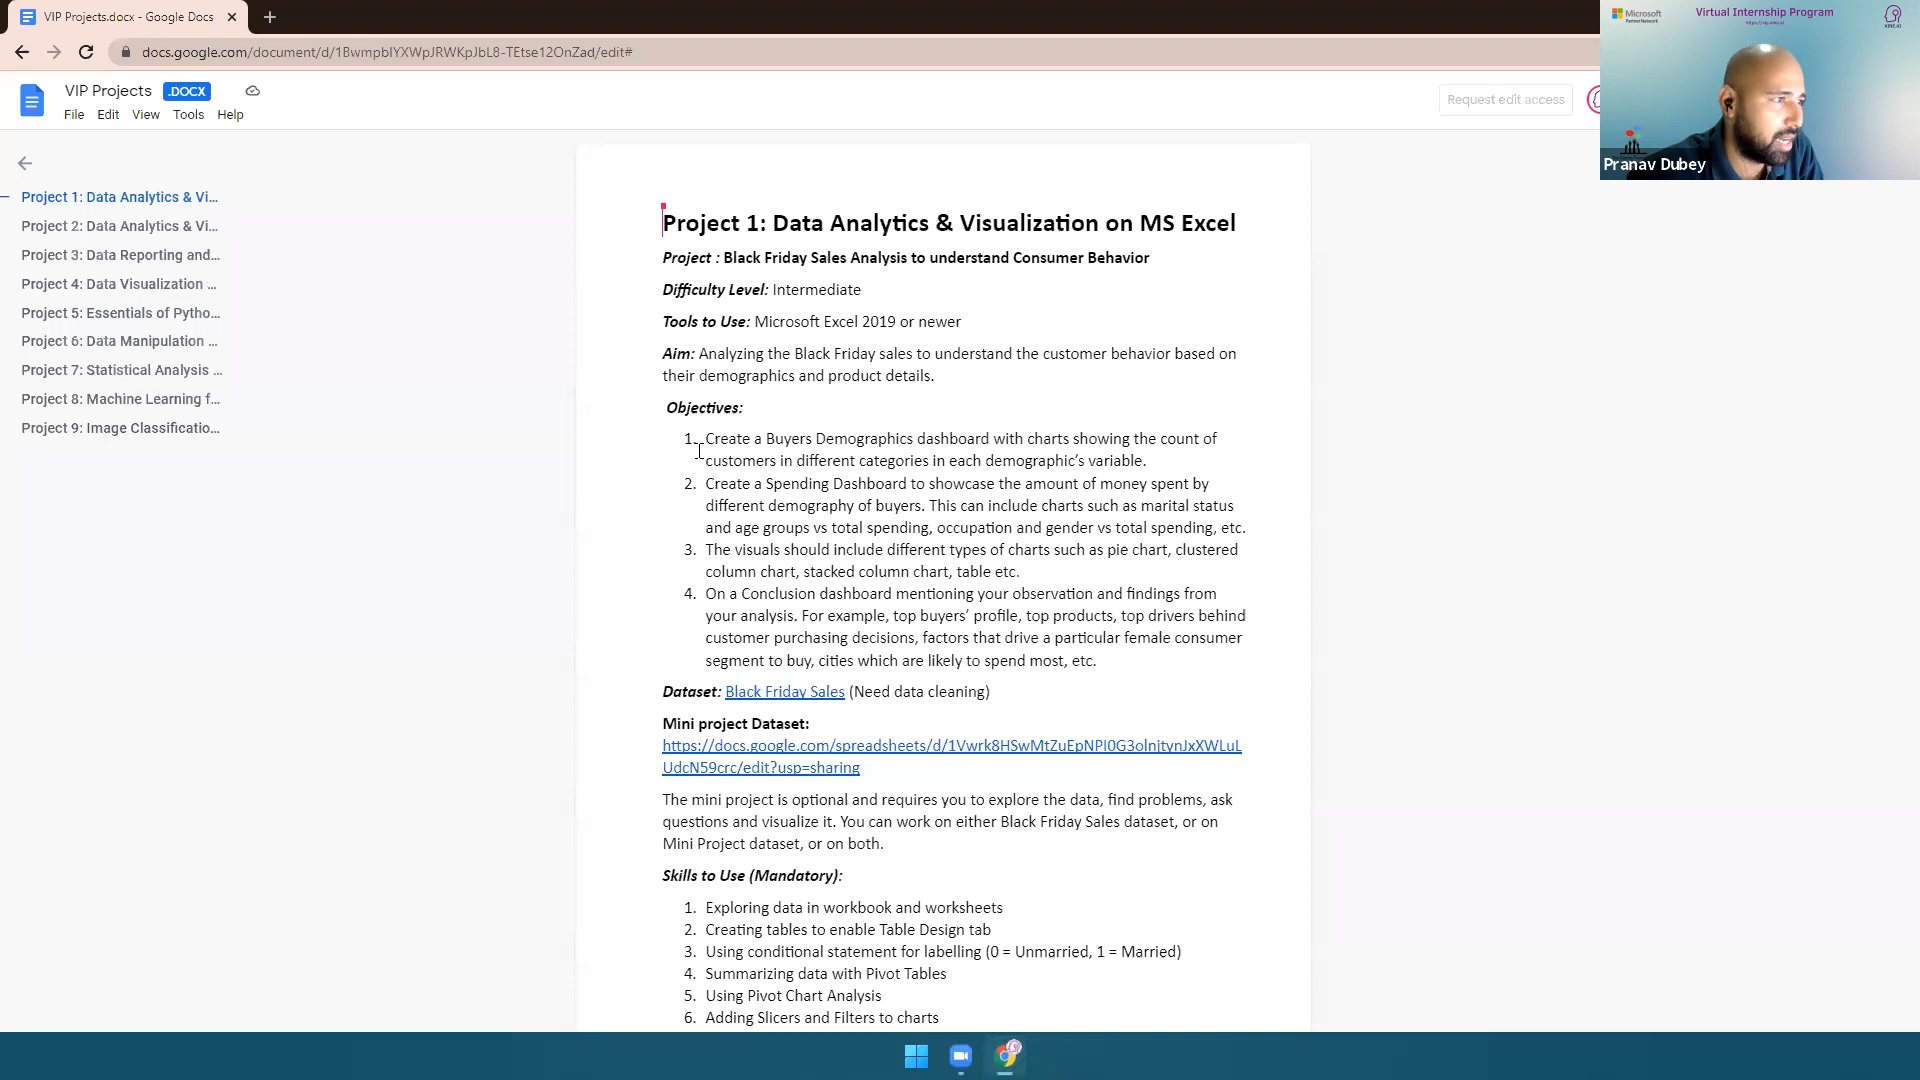 VIP Projects.docx - Google Docs
docs.google.com/document/d/1BwmpbIYXWpJRWKpJbL8-TEtse12OnZad/edit#
Microsoft
Partner Network
Virtual Internship Program
https://vip.aine.ai
AINE.AI
Pranav Dubey
VIP Projects .DOCX
File Edit View Tools Help
Request edit access
Project 1: Data Analytics & Vi...
Project 2: Data Analytics & Vi...
Project 3: Data Reporting and...
Project 4: Data Visualization ...
Project 5: Essentials of Pytho...
Project 6: Data Manipulation ...
Project 7: Statistical Analysis ...
Project 8: Machine Learning f...
Project 9: Image Classificatio...
Project 1: Data Analytics & Visualization on MS Excel
Project : Black Friday Sales Analysis to understand Consumer Behavior
Difficulty Level: Intermediate
Tools to Use: Microsoft Excel 2019 or newer
Aim: Analyzing the Black Friday sales to understand the customer behavior based on
their demographics and product details.
Objectives:
1. Create a Buyers Demographics dashboard with charts showing the count of
customers in different categories in each demographic’s variable.
2. Create a Spending Dashboard to showcase the amount of money spent by
different demography of buyers. This can include charts such as marital status
and age groups vs total spending, occupation and gender vs total spending, etc.
3. The visuals should include different types of charts such as pie chart, clustered
column chart, stacked column chart, table etc.
4. On a Conclusion dashboard mentioning your observation and findings from
your analysis. For example, top buyers’ profile, top products, top drivers behind
customer purchasing decisions, factors that drive a particular female consumer
segment to buy, cities which are likely to spend most, etc.
Dataset: Black Friday Sales (Need data cleaning)
Mini project Dataset:
https://docs.google.com/spreadsheets/d/1Vwrk8HSwMtZuEpNPI0G3olnjtynJxXWLuL
UdcN59crc/edit?usp=sharing
The mini project is optional and requires you to explore the data, find problems, ask
questions and visualize it. You can work on either Black Friday Sales dataset, or on
Mini Project dataset, or on both.
Skills to Use (Mandatory):
1. Exploring data in workbook and worksheets
2. Creating tables to enable Table Design tab
3. Using conditional statement for labelling (0 = Unmarried, 1 = Married)
4. Summarizing data with Pivot Tables
5. Using Pivot Chart Analysis
6. Adding Slicers and Filters to charts